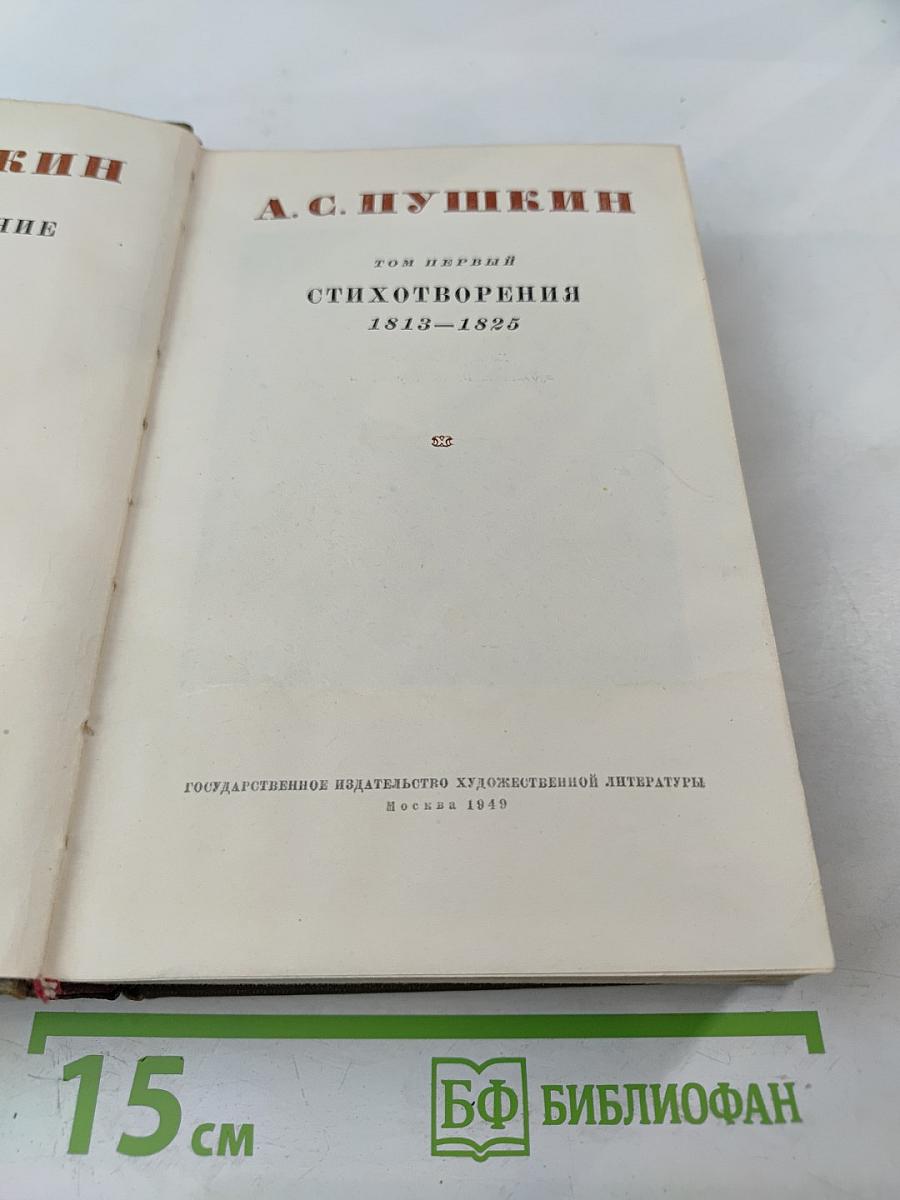 КИН
НИЕ
А. С. ПУШКИН
ТОМ ПЕРВЫЙ
СТИХОТВОРЕНИЯ
1813—1825
ГОСУДАРСТВЕННОЕ ИЗДАТЕЛЬСТВО ХУДОЖЕСТВЕННОЙ ЛИТЕРАТУРЫ
Москва 1949
15 см
БФ БИБЛИОФАН